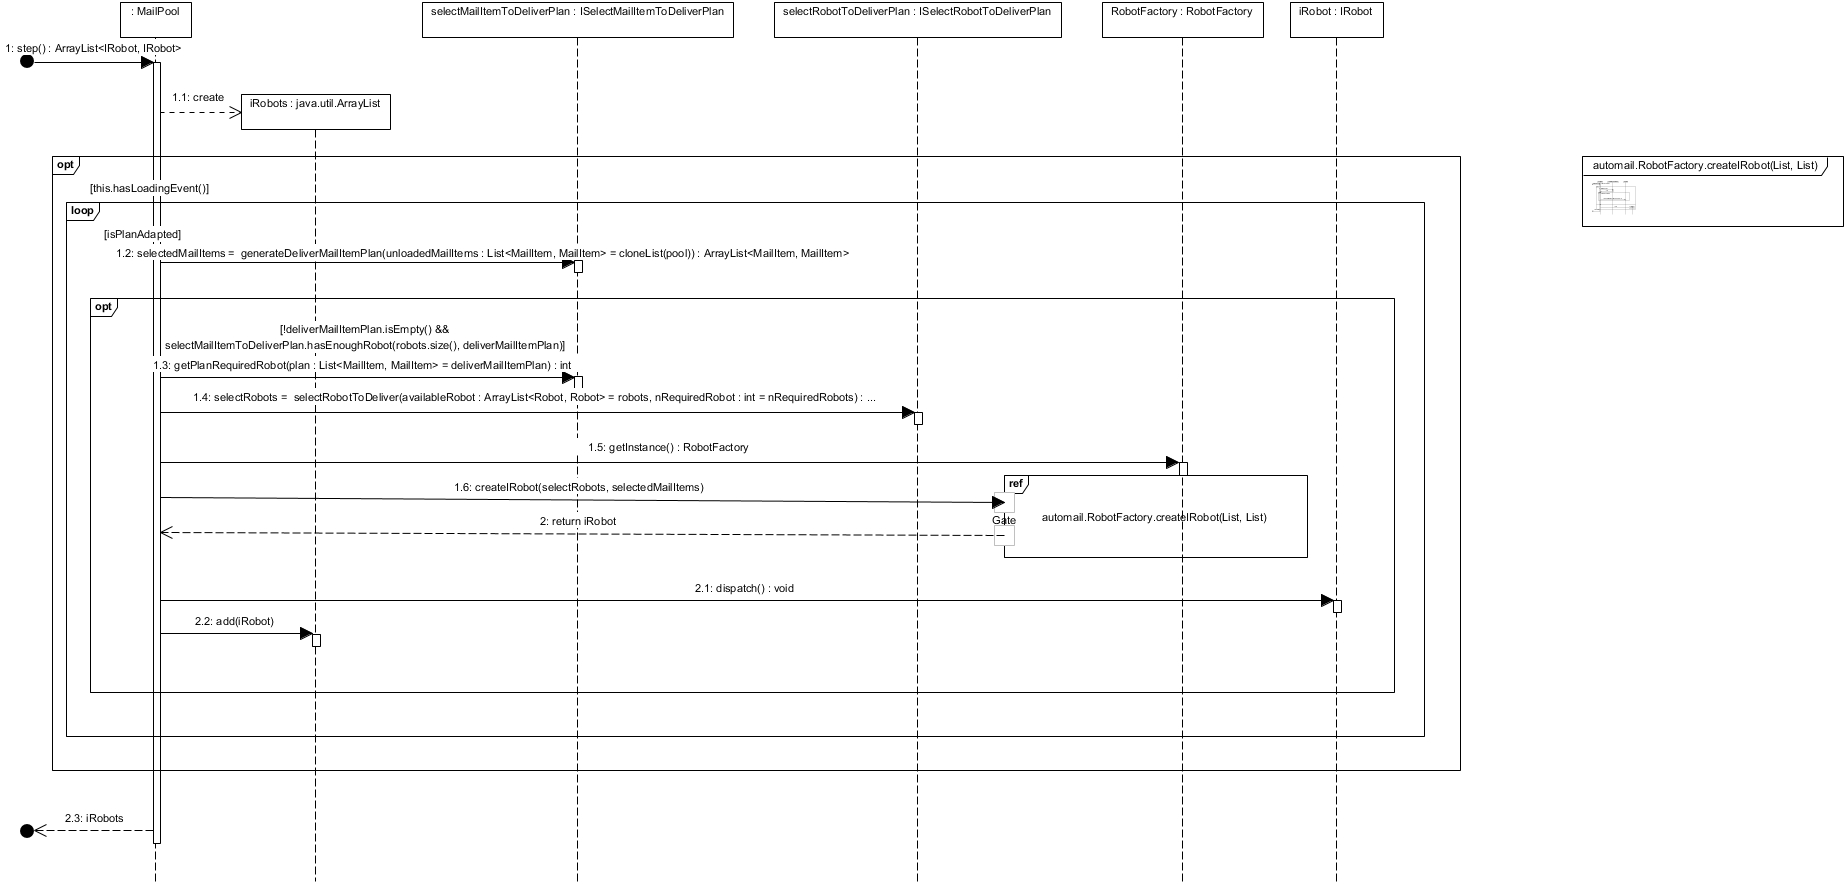 : MailPool
selectMailItemToDeliverPlan : ISelectMailItemToDeliverPlan
selectRobotToDeliverPlan : ISelectRobotToDeliverPlan
RobotFactory : RobotFactory
iRobot : IRobot
1: step() : ArrayList<IRobot, IRobot>
1.1: create
iRobots : java.util.ArrayList
opt
automail.RobotFactory.createIRobot(List, List)
[this.hasLoadingEvent()]
loop
[isPlanAdapted]
1.2: selectedMailItems = generateDeliverMailItemPlan(unloadedMailItems : List<MailItem, MailItem> = cloneList(pool)) : ArrayList<MailItem, MailItem>
opt
[!deliverMailItemPlan.isEmpty() &&
selectMailItemToDeliverPlan.hasEnoughRobot(robots.size(), deliverMailItemPlan)]
1.3: getPlanRequiredRobot(plan : List<MailItem, MailItem> = deliverMailItemPlan) : int
1.4: selectRobots = selectRobotToDeliver(availableRobot : ArrayList<Robot, Robot> = robots, nRequiredRobot : int = nRequiredRobots) : ...
1.5: getInstance() : RobotFactory
ref
1.6: createIRobot(selectRobots, selectedMailItems)
Gate
automail.RobotFactory.createIRobot(List, List)
2: return iRobot
2.1: dispatch() : void
2.2: add(iRobot)
2.3: iRobots